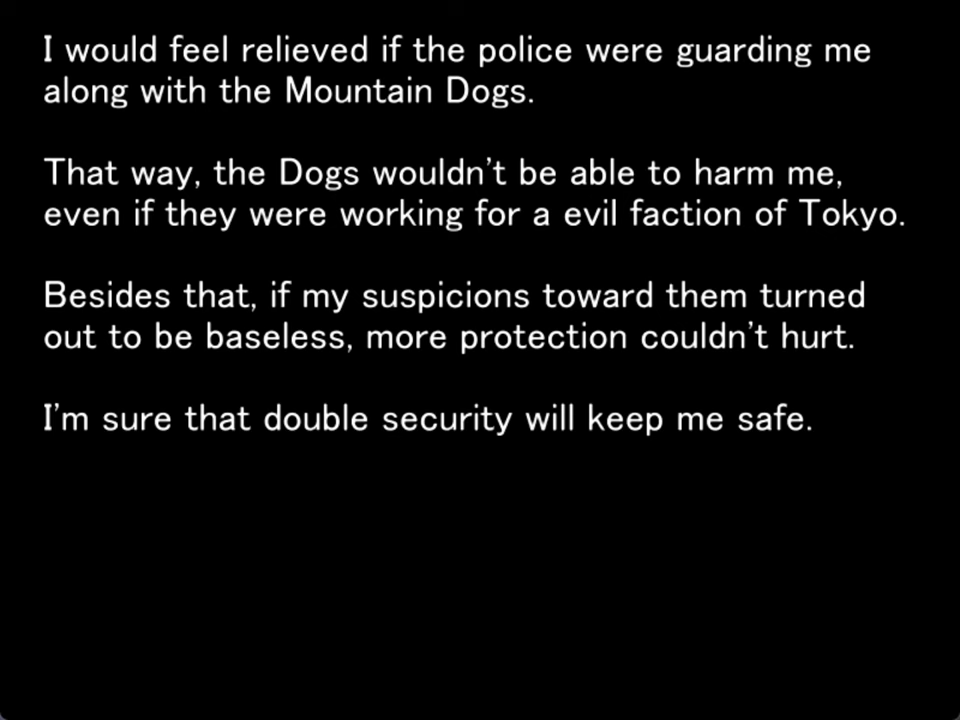 I would feel relieved if the police were guarding me
along with the Mountain Dogs.
That way, the Dogs wouldn't be able to harm me,
even if they were working for a evil faction of Tokyo.
Besides that, if my suspicions toward them turned
out to be baseless, more protection couldn't hurt.
I'm sure that double security will keep me safe.